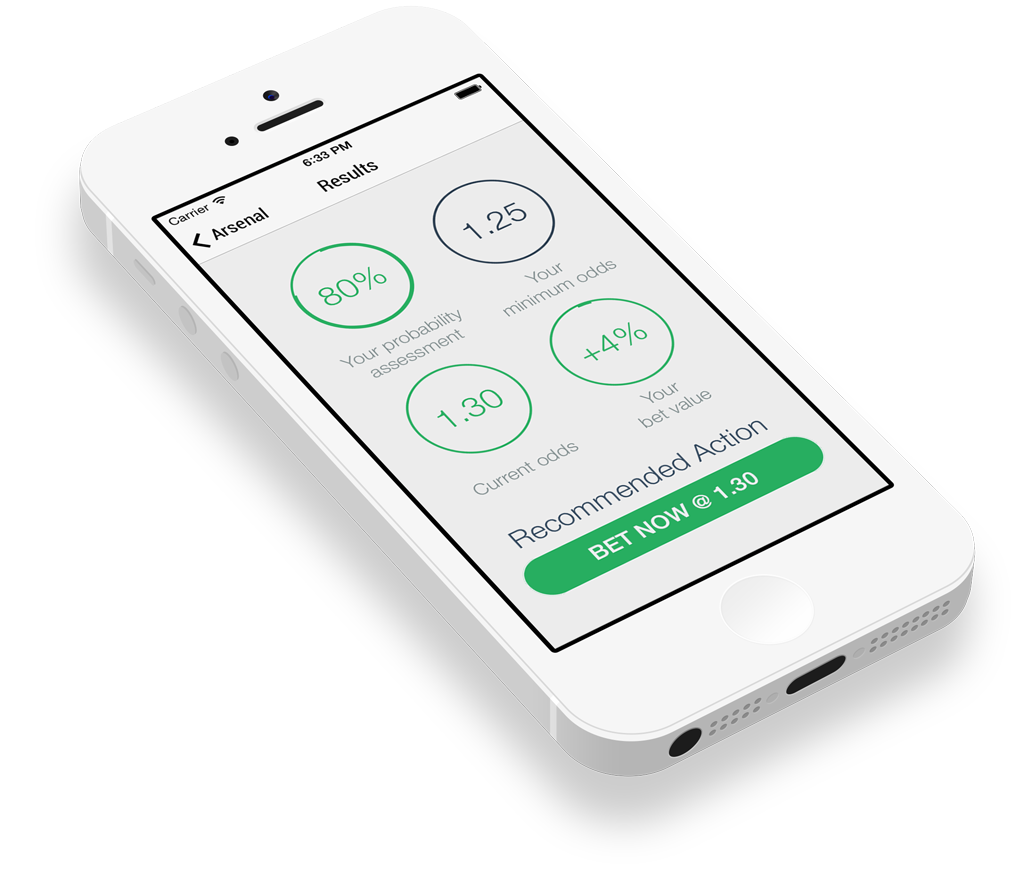 Carrier
6:33 PM
Arsenal
Results
80%
Your probability
assessment
1.25
Your
minimum odds
1.30
Current odds
+4%
Your
bet value
Recommended Action
BET NOW @ 1.30